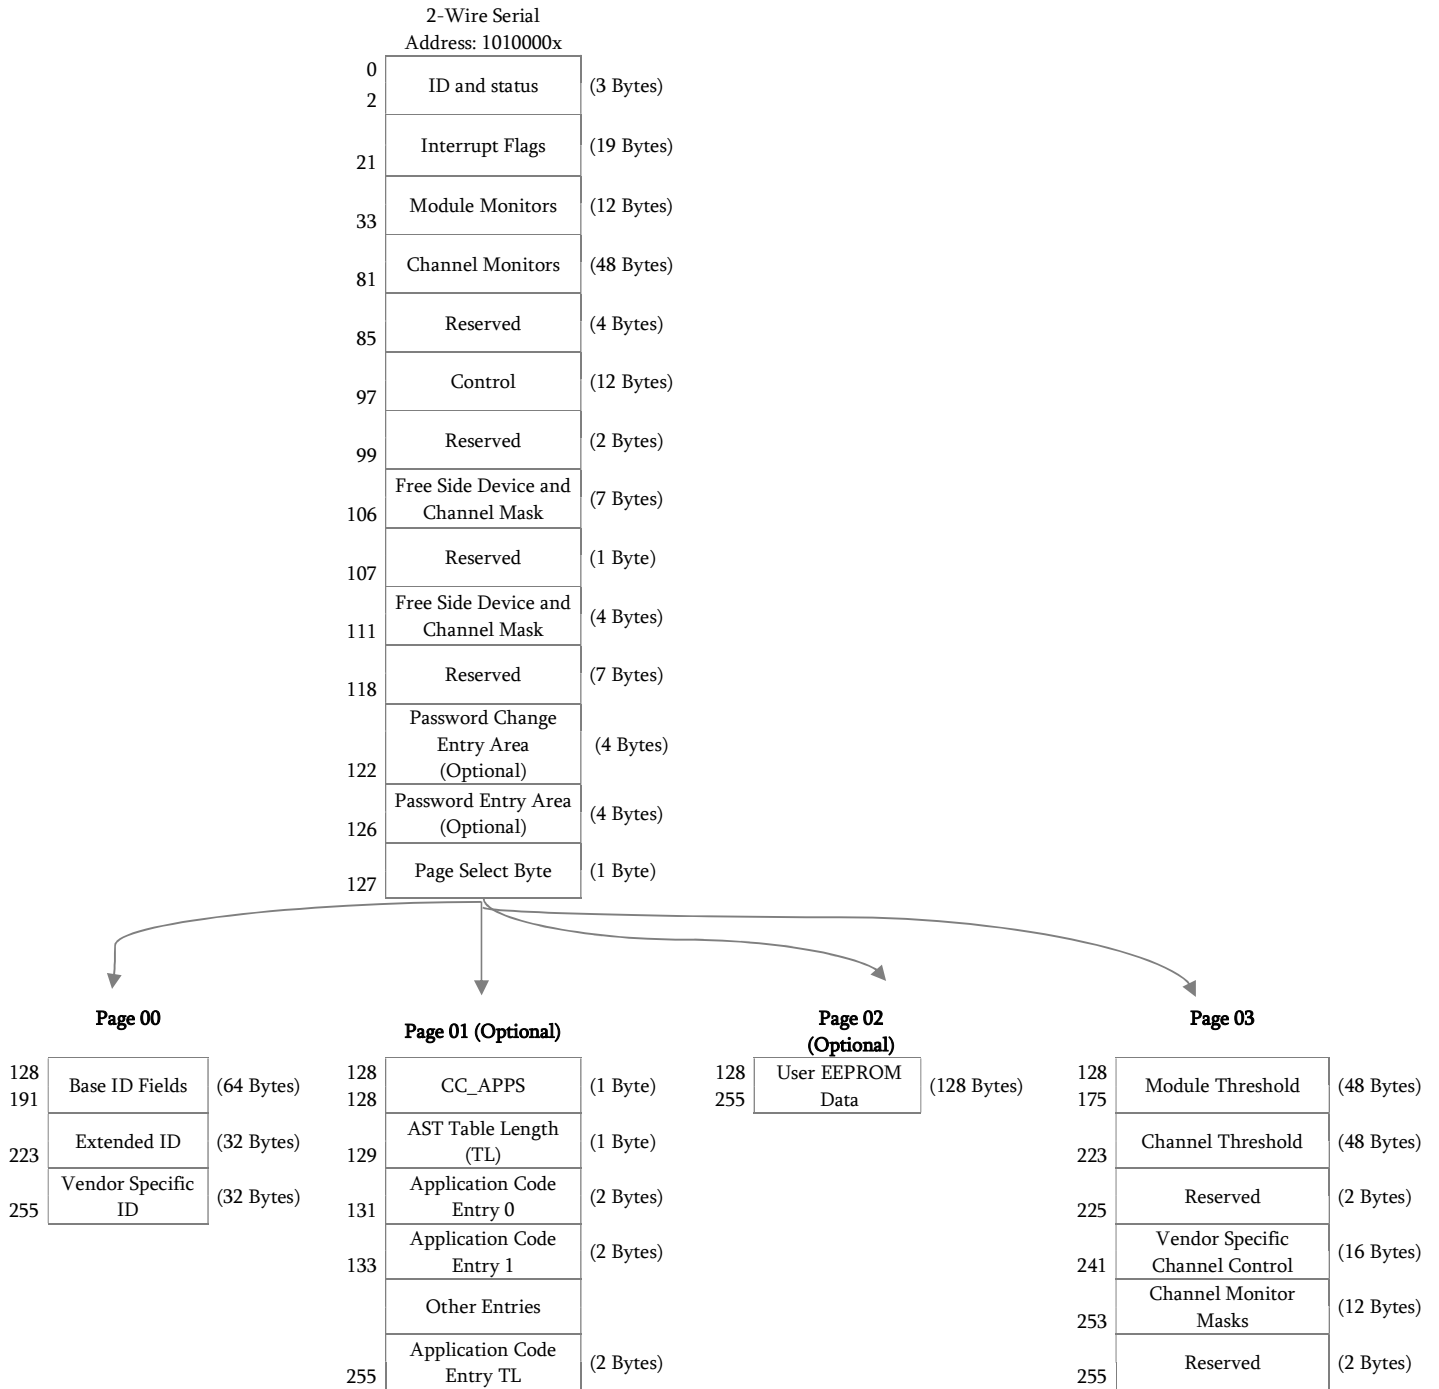 2-Wire Serial
Address: 1010000x
0
2
ID and status
(3 Bytes)
21
Interrupt Flags
(19 Bytes)
33
Module Monitors
(12 Bytes)
81
Channel Monitors
(48 Bytes)
85
Reserved
(4 Bytes)
97
Control
(12 Bytes)
99
Reserved
(2 Bytes)
106
Free Side Device and
Channel Mask
(7 Bytes)
107
Reserved
(1 Byte)
111
Free Side Device and
Channel Mask
(4 Bytes)
118
Reserved
(7 Bytes)
122
Password Change
Entry Area
(Optional)
(4 Bytes)
126
Password Entry Area
(Optional)
(4 Bytes)
127
Page Select Byte
(1 Byte)
Page 00
128
191
Base ID Fields
(64 Bytes)
223
Extended ID
(32 Bytes)
255
Vendor Specific
ID
(32 Bytes)
Page 01 (Optional)
128
128
CC_APPS
(1 Byte)
129
AST Table Length
(TL)
(1 Byte)
131
Application Code
Entry 0
(2 Bytes)
133
Application Code
Entry 1
(2 Bytes)
Other Entries
255
Application Code
Entry TL
(2 Bytes)
Page 02
(Optional)
128
255
User EEPROM
Data
(128 Bytes)
Page 03
128
175
Module Threshold
(48 Bytes)
223
Channel Threshold
(48 Bytes)
225
Reserved
(2 Bytes)
241
Vendor Specific
Channel Control
(16 Bytes)
253
Channel Monitor
Masks
(12 Bytes)
255
Reserved
(2 Bytes)